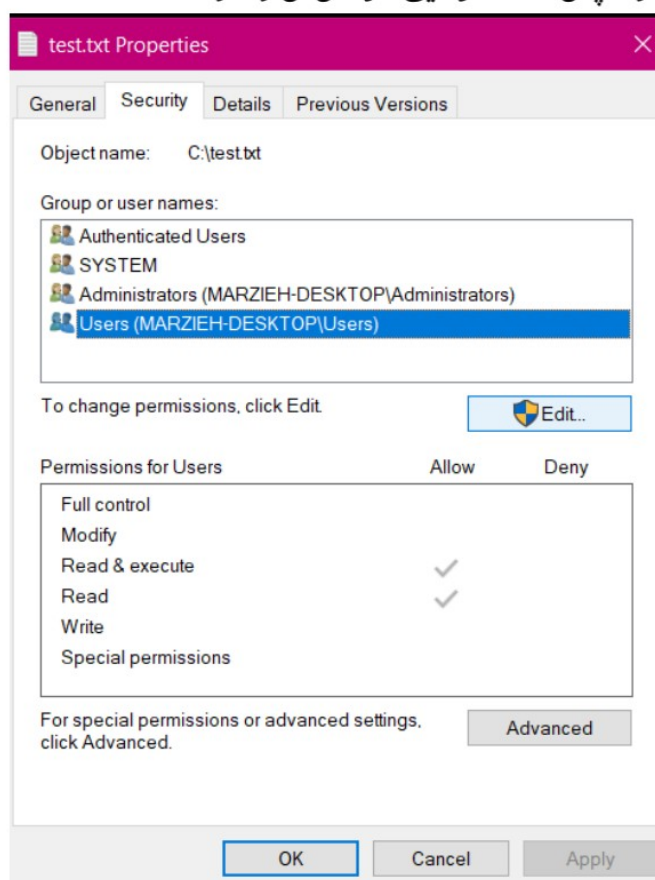 test.txt Properties
General Security Details Previous Versions
Object name: C:\test.txt
Group or user names:
Authenticated Users
SYSTEM
Administrators (MARZIEH-DESKTOP\Administrators)
Users (MARZIEH-DESKTOP\Users)
To change permissions, click Edit.
Edit...
Permissions for Users Allow Deny
Full control
Modify
Read & execute
Read
Write
Special permissions
For special permissions or advanced settings,
click Advanced.
Advanced
OK Cancel Apply